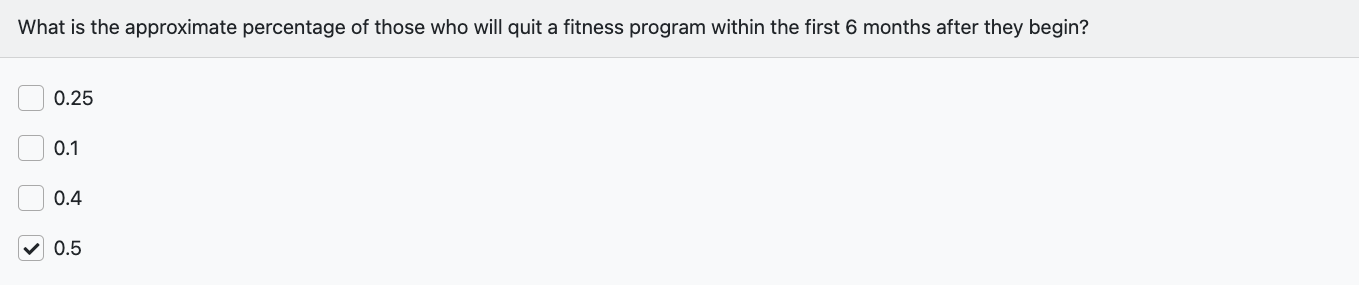 What is the approximate percentage of those who will quit a fitness program within the first 6 months after they begin?
0.25
0.1
0.4
0.5